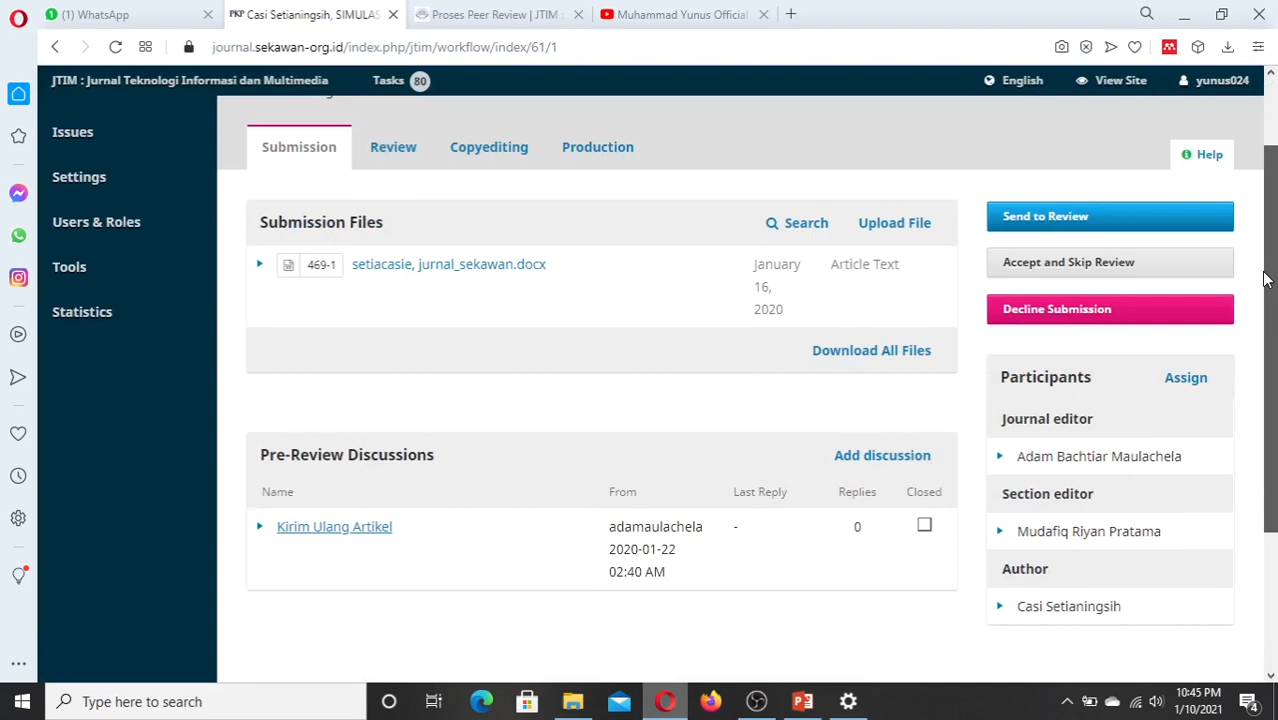 (1) WhatsApp
PKP Casi Setianingsih, SIMULAS
Proses Peer Review | JTIM :
Muhammad Yunus Official
journal.sekawan-org.id/index.php/jtim/workflow/index/61/1
JTIM : Jurnal Teknologi Informasi dan Multimedia
Tasks 80
English
View Site
yunus024
Issues
Settings
Users & Roles
Tools
Statistics
Submission
Review
Copyediting
Production
Help
Submission Files
Search
Upload File
469-1
setiacasie, jurnal_sekawan.docx
January
16,
2020
Article Text
Download All Files
Send to Review
Accept and Skip Review
Decline Submission
Participants
Assign
Journal editor
Adam Bachtiar Maulachela
Section editor
Mudafiq Riyan Pratama
Author
Casi Setianingsih
Pre-Review Discussions
Add discussion
Name
From
Last Reply
Replies
Closed
Kirim Ulang Artikel
adamaulachela
2020-01-22
02:40 AM
-
0
Type here to search
10:45 PM
1/10/2021
4